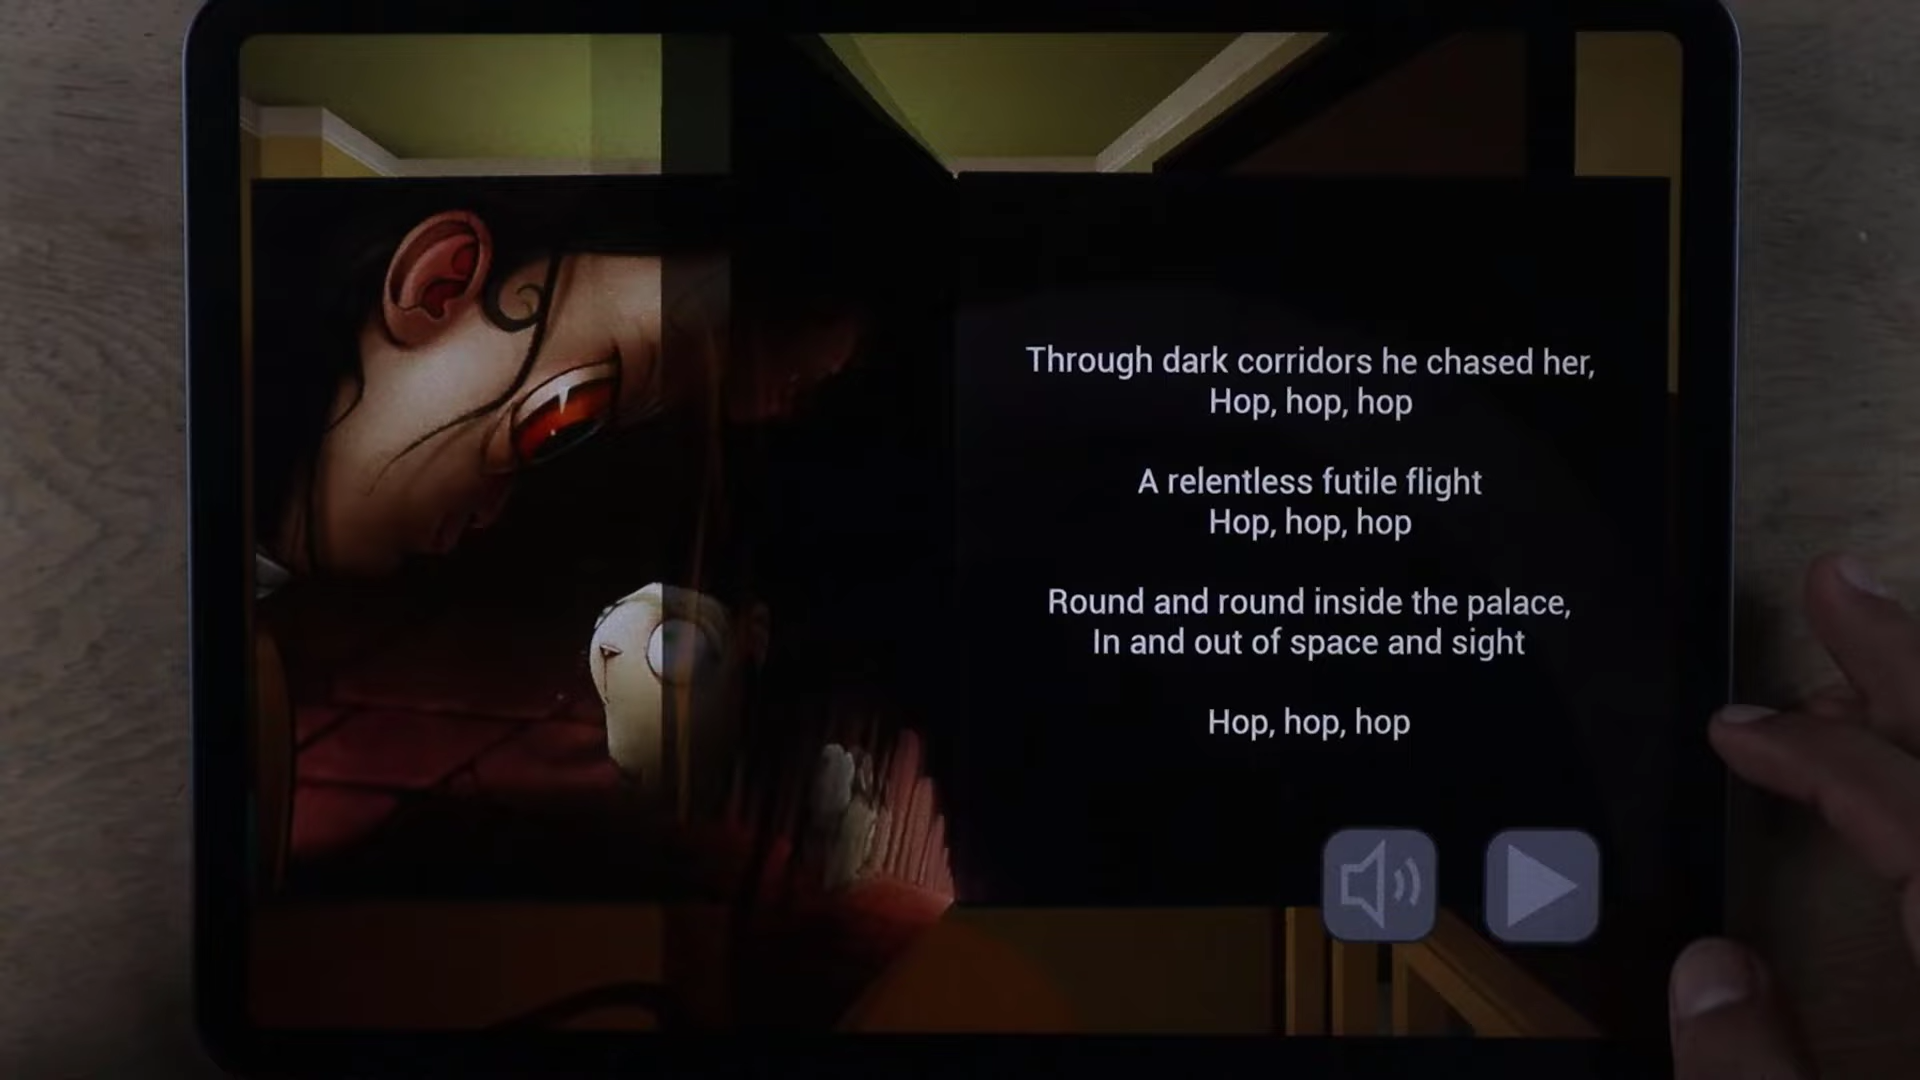 Through dark corridors he chased her,
Hop, hop, hop
A relentless futile flight
Hop, hop, hop
Round and round inside the palace,
In and out of space and sight
Hop, hop, hop